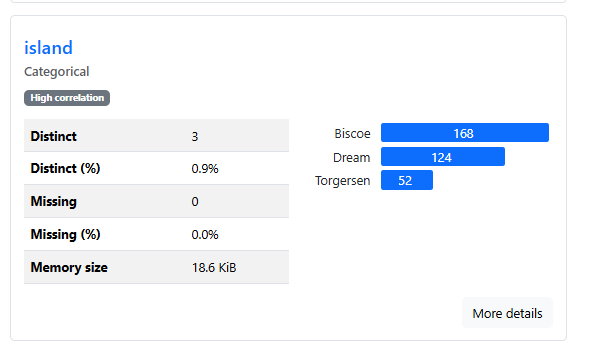 island
Categorical
High correlation
Distinct 3
Distinct (%) 0.9%
Missing 0
Missing (%) 0.0%
Memory size 18.6 KiB
Biscoe 168
Dream 124
Torgersen 52
More details